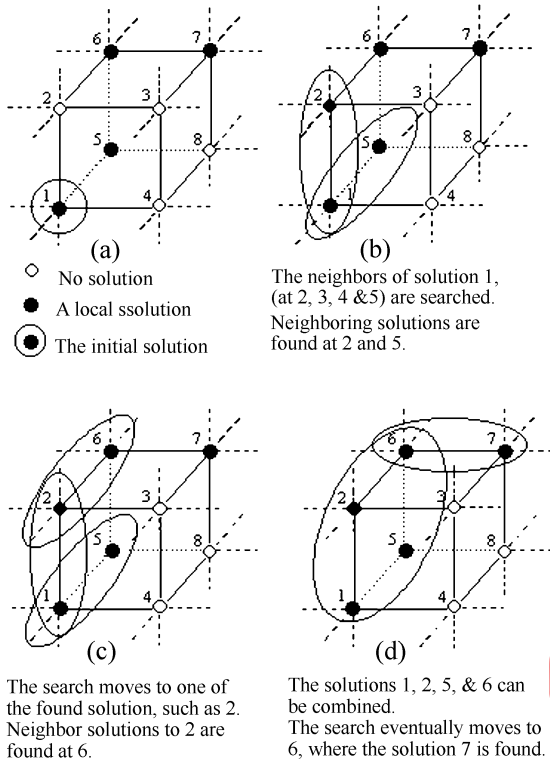 6 7
2 3
5 8
1 4
(a)
6 7
2 3
5 8
1 4
(b)
No solution
A local ssolution
The initial ssolution
The neighbors of solution 1,
(at 2, 3, 4 &5) are searched.
Neighboring solutions are
found at 2 and 5.
6 7
2 3
5 8
1 4
(c)
6 7
2 3
5 8
1 4
(d)
The search moves to one of
the found solution, such as 2.
Neighbor solutions to 2 are
found at 6.
The solutions 1, 2, 5, & 6 can
be combined.
The search eventually moves to
6, where the solution 7 is found.